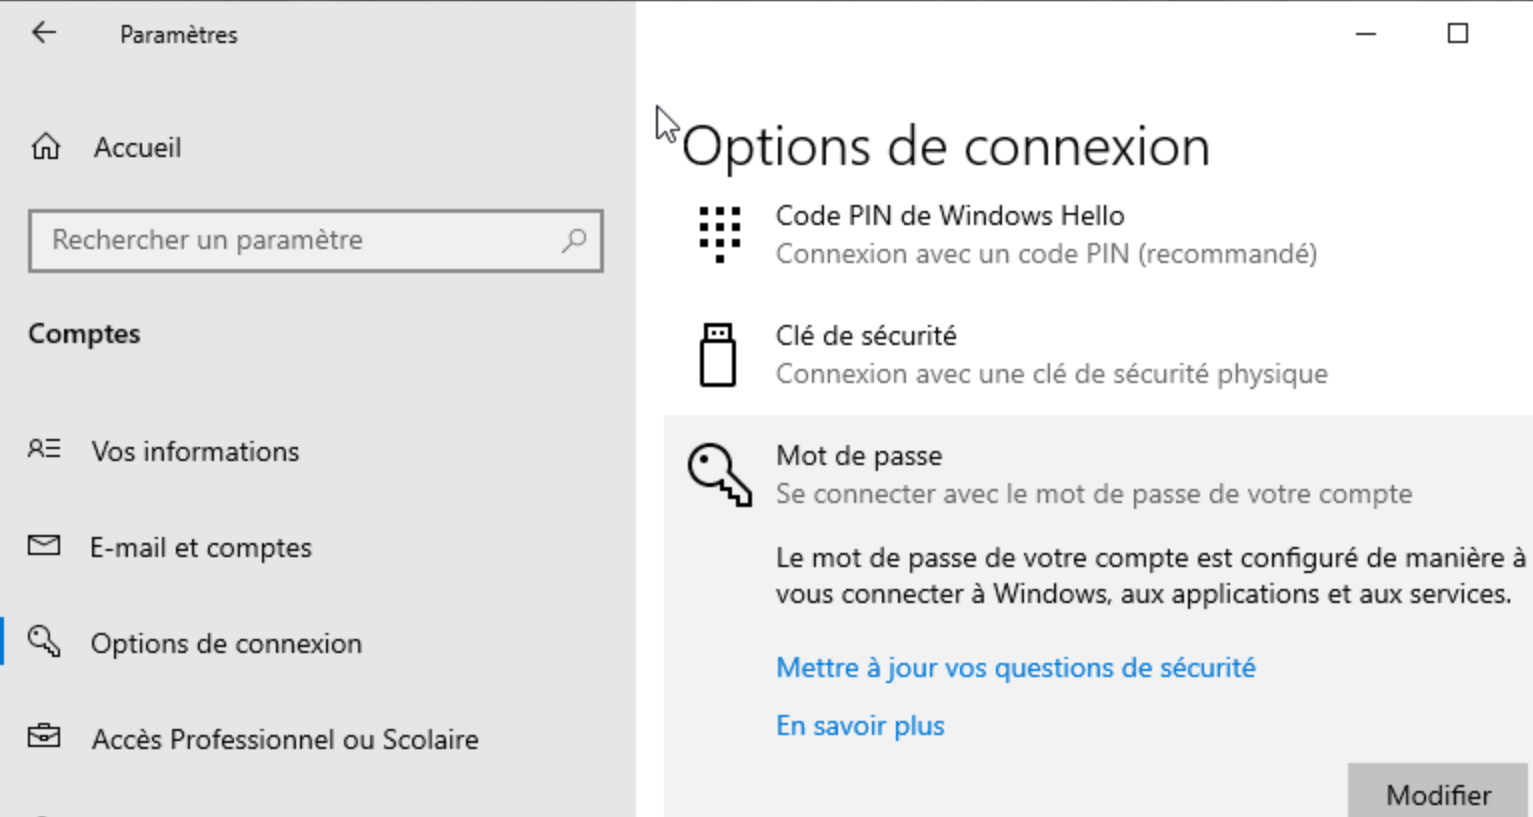 Paramètres
Accueil
Rechercher un paramètre
Comptes
Vos informations
E-mail et comptes
Options de connexion
Accès Professionnel ou Scolaire
Options de connexion
Code PIN de Windows Hello
Connexion avec un code PIN (recommandé)
Clé de sécurité
Connexion avec une clé de sécurité physique
Mot de passe
Se connecter avec le mot de passe de votre compte
Le mot de passe de votre compte est configuré de manière à
vous connecter à Windows, aux applications et aux services.
Mettre à jour vos questions de sécurité
En savoir plus
Modifier